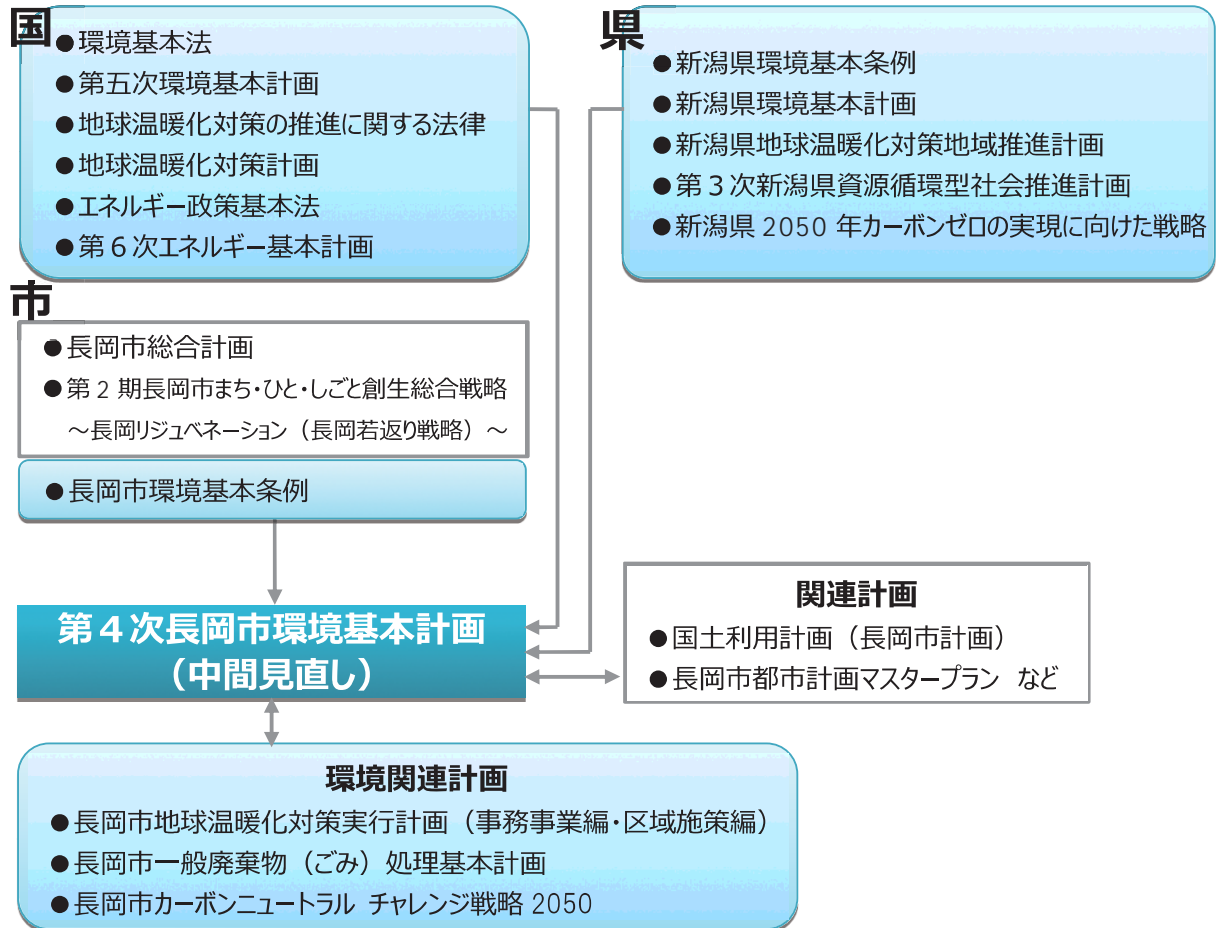 国
●環境基本法
●第五次環境基本計画
●地球温暖化対策の推進に関する法律
●地球温暖化対策計画
●エネルギー政策基本法
●第６次エネルギー基本計画
県
●新潟県環境基本条例
●新潟県環境基本計画
●新潟県地球温暖化対策地域推進計画
●第３次新潟県資源循環型社会推進計画
●新潟県 2050 年カーボンゼロの実現に向けた戦略
市
●長岡市総合計画
●第 2 期長岡市まち・ひと・しごと創生総合戦略
～長岡リジュベネーション（長岡若返り戦略）～
●長岡市環境基本条例
第４次長岡市環境基本計画
（中間見直し）
関連計画
●国土利用計画（長岡市計画）
●長岡市都市計画マスタープラン など
環境関連計画
●長岡市地球温暖化対策実行計画（事務事業編・区域施策編）
●長岡市一般廃棄物（ごみ）処理基本計画
●長岡市カーボンニュートラル チャレンジ戦略 2050